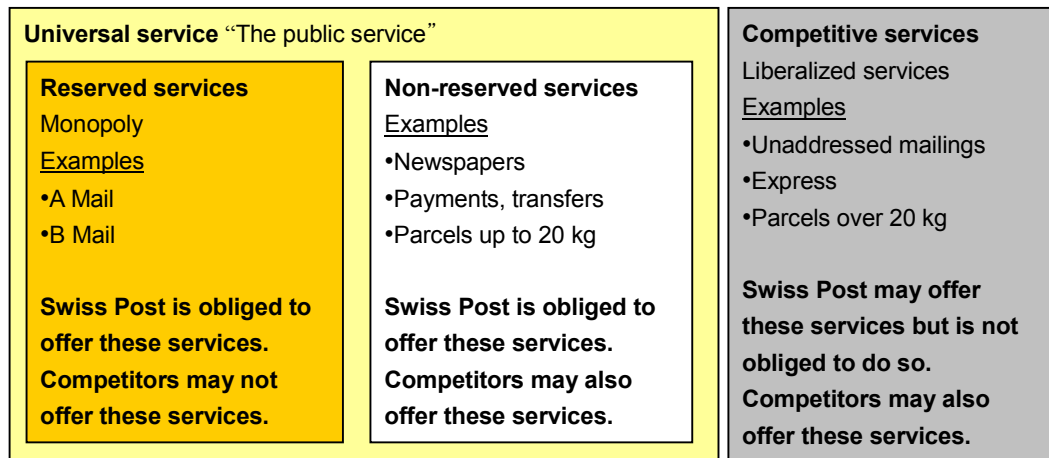 Universal service “The public service”
Reserved services
Monopoly
Examples
•A Mail
•B Mail
Swiss Post is obliged to
offer these services.
Competitors may not
offer these services.
Non-reserved services
Examples
•Newspapers
•Payments, transfers
•Parcels up to 20 kg
Swiss Post is obliged to
offer these services.
Competitors may also
offer these services.
Competitive services
Liberalized services
Examples
•Unaddressed mailings
•Express
•Parcels over 20 kg
Swiss Post may offer
these services but is not
obliged to do so.
Competitors may also
offer these services.